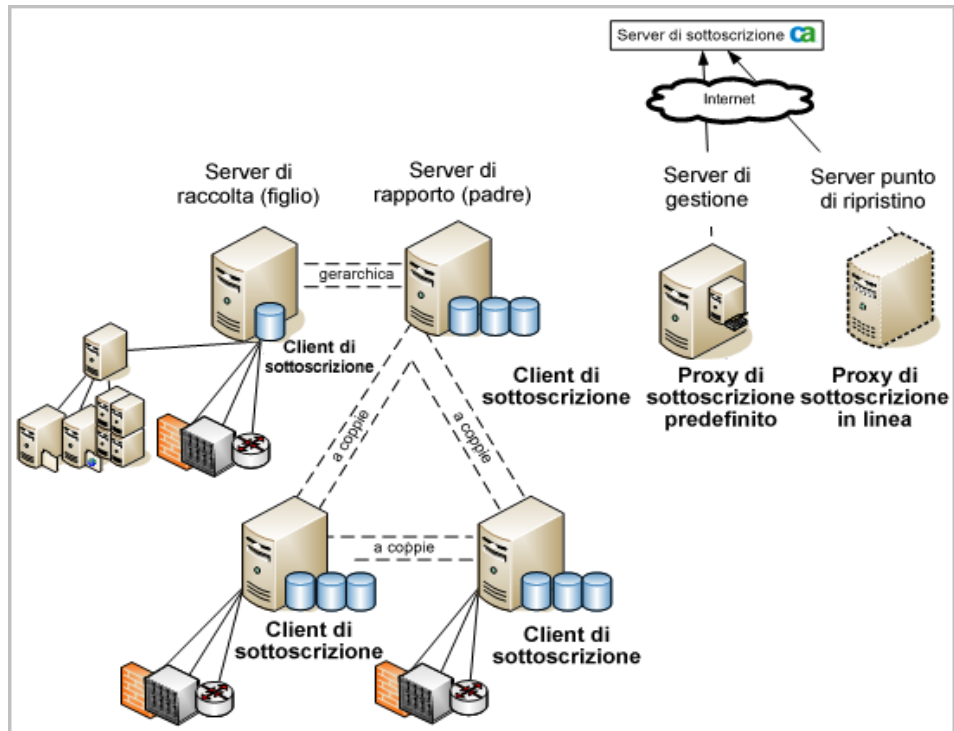 Server di sottoscrizione ca
Internet
Server di
raccolta (figlio)
Server di
rapporto (padre)
Server di
gestione
Server punto
di ripristino
gerarchica
Client di
sottoscrizione
Client di
sottoscrizione
Proxy di
sottoscrizione
predefinito
Proxy di
sottoscrizione
in linea
a coppie
a coppie
a coppie
Client di
sottoscrizione
Client di
sottoscrizione